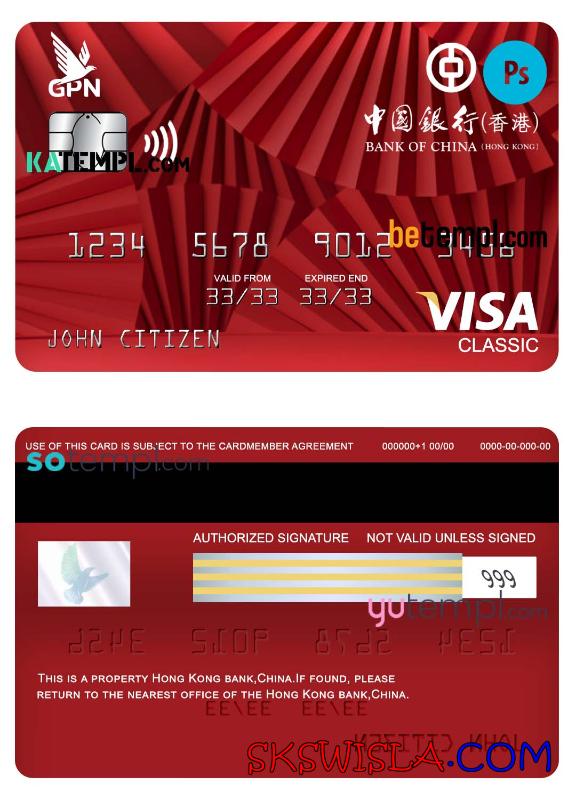 GPN
Ps
中國銀行(香港)
BANK OF CHINA (HONG KONG)
KATEMPL.COM
1234 5678 9012 3456
betempl.com
VALID FROM EXPIRED END
33/33 33/33
VISA
CLASSIC
JOHN CITIZEN
USE OF THIS CARD IS SUBJECT TO THE CARDMEMBER AGREEMENT 000000+1 00/00 0000-00-000-00
sotempl.com
AUTHORIZED SIGNATURE NOT VALID UNLESS SIGNED
999
yutempl.com
THIS IS A PROPERTY HONG KONG BANK,CHINA.IF FOUND, PLEASE
RETURN TO THE NEAREST OFFICE OF THE HONG KONG BANK,CHINA.
SKSWISLA.COM